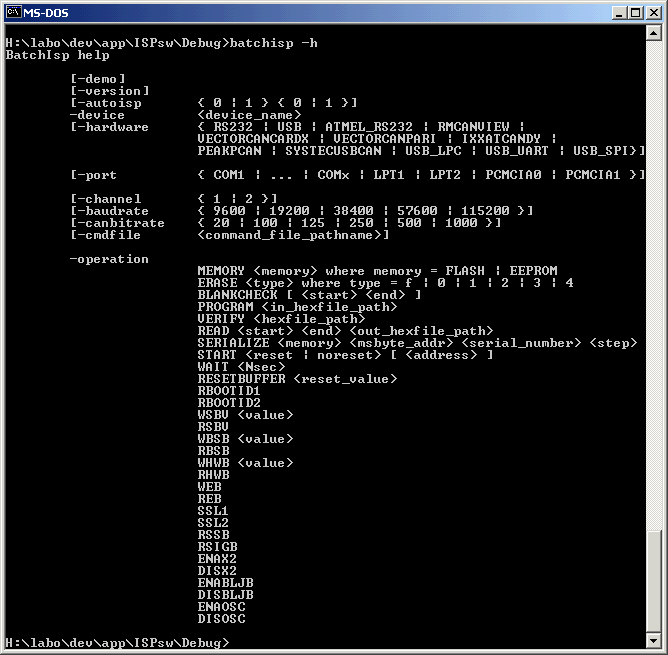 MS-DOS
H:\labo\dev\app\ISPsw\Debug>batchisp -h
BatchIsp help
[-demo]
[-version]
[-autoisp { 0 ¦ 1 } { 0 ¦ 1 }]
-device <device_name>
[-hardware { RS232 ¦ USB ¦ ATMEL_RS232 ¦ RMCANVIEW ¦
VECTORCANCARDX ¦ VECTORCANPARI ¦ IXXATCANDY ¦
PEAKPCAN ¦ SYSTECUSBCAN ¦ USB_LPC ¦ USB_UART ¦ USB_SPI}]
[-port { COM1 ¦ ... ¦ COMx ¦ LPT1 ¦ LPT2 ¦ PCMCIA0 ¦ PCMCIA1 }]
[-channel { 1 ¦ 2 }]
[-baudrate { 9600 ¦ 19200 ¦ 38400 ¦ 57600 ¦ 115200 }]
[-canbitrate { 20 ¦ 100 ¦ 125 ¦ 250 ¦ 500 ¦ 1000 }]
[-cmdfile <command_file_pathname>]
-operation
MEMORY <memory> where memory = FLASH ¦ EEPROM
ERASE <type> where type = f ¦ 0 ¦ 1 ¦ 2 ¦ 3 ¦ 4
BLANKCHECK [ <start> <end> ]
PROGRAM <in_hexfile_path>
VERIFY <hexfile_path>
READ <start> <end> <out_hexfile_path>
SERIALIZE <memory> <msbyte_addr> <serial_number> <step>
START <reset ¦ noreset> [ <address> ]
WAIT <Nsec>
RESETBUFFER <reset_value>
RBOOTID1
RBOOTID2
WSBV <value>
RSBV
WBSB <value>
RBSB
WHWB <value>
RHWB
WEB
REB
SSL1
SSL2
RSSB
RSIGB
ENAX2
DISX2
ENABLJB
DISBLJB
ENAOSC
DISOSC
H:\labo\dev\app\ISPsw\Debug>